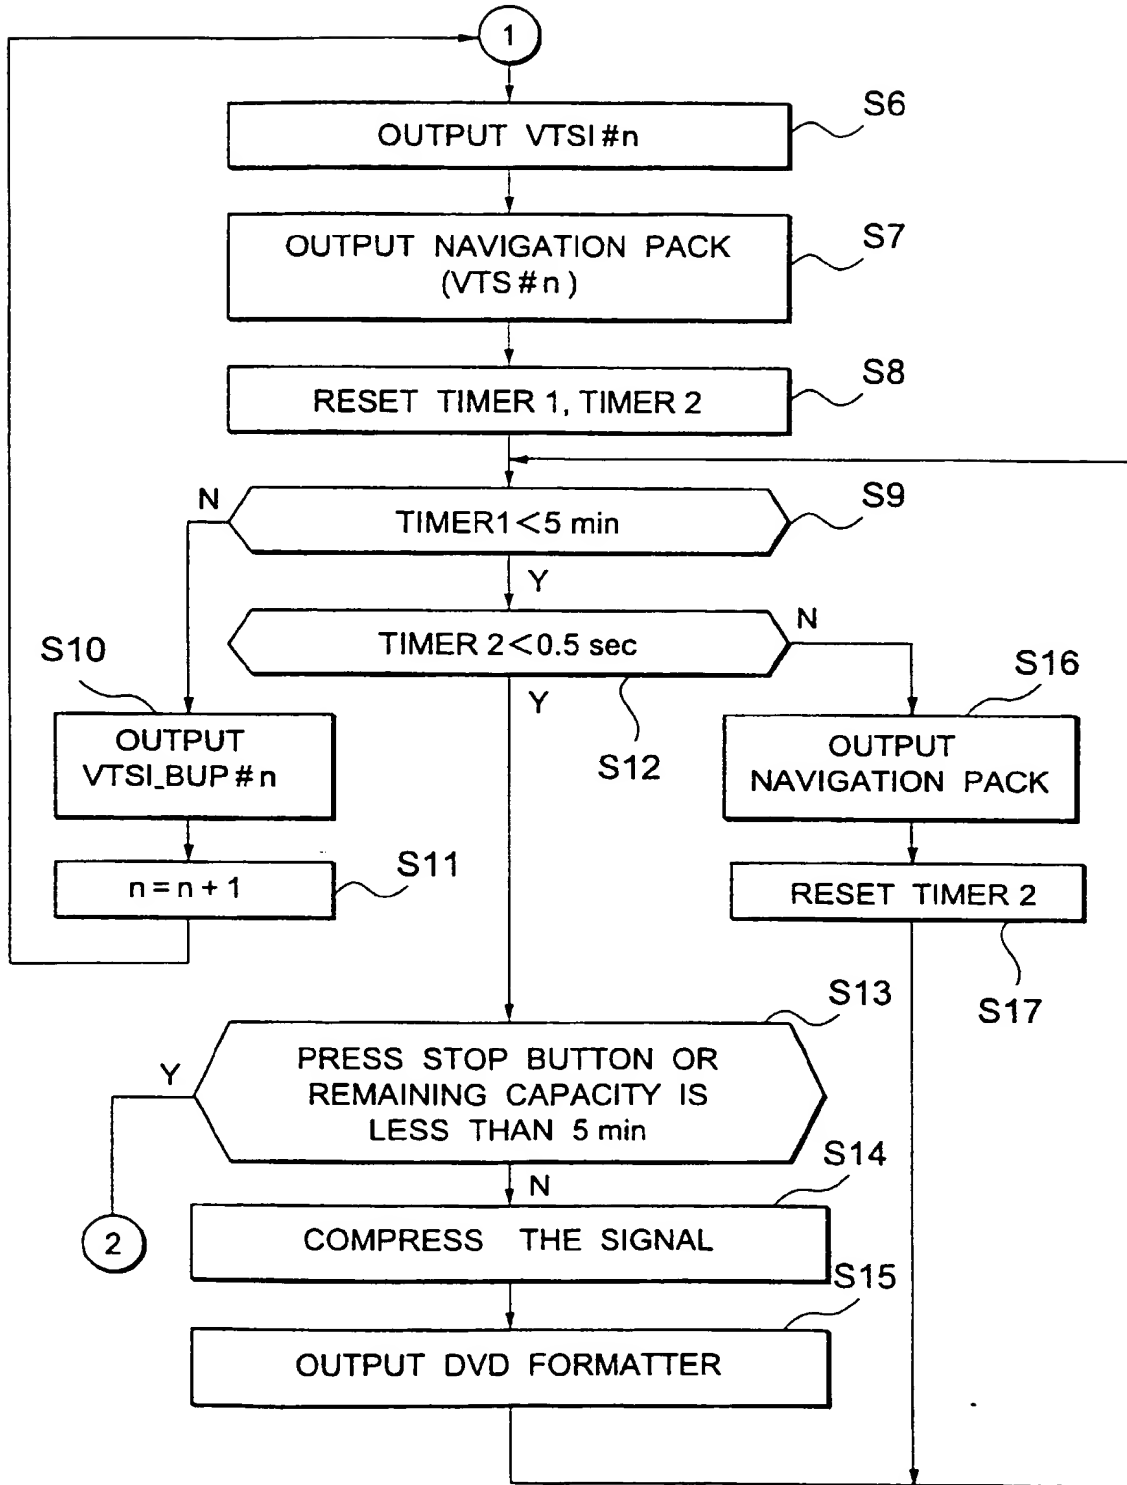 1
S6
OUTPUT VTSI#n
S7
OUTPUT NAVIGATION PACK
(VTS#n)
S8
RESET TIMER 1, TIMER 2
N
S9
TIMER1<5 min
Y
TIMER 2<0.5 sec
N
S10
Y
S16
OUTPUT
VTSI_BUP#n
S12
OUTPUT
NAVIGATION PACK
S11
n=n+1
RESET TIMER 2
S13
S17
PRESS STOP BUTTON OR
REMAINING CAPACITY IS
LESS THAN 5 min
Y
S14
N
COMPRESS THE SIGNAL
2
S15
OUTPUT DVD FORMATTER